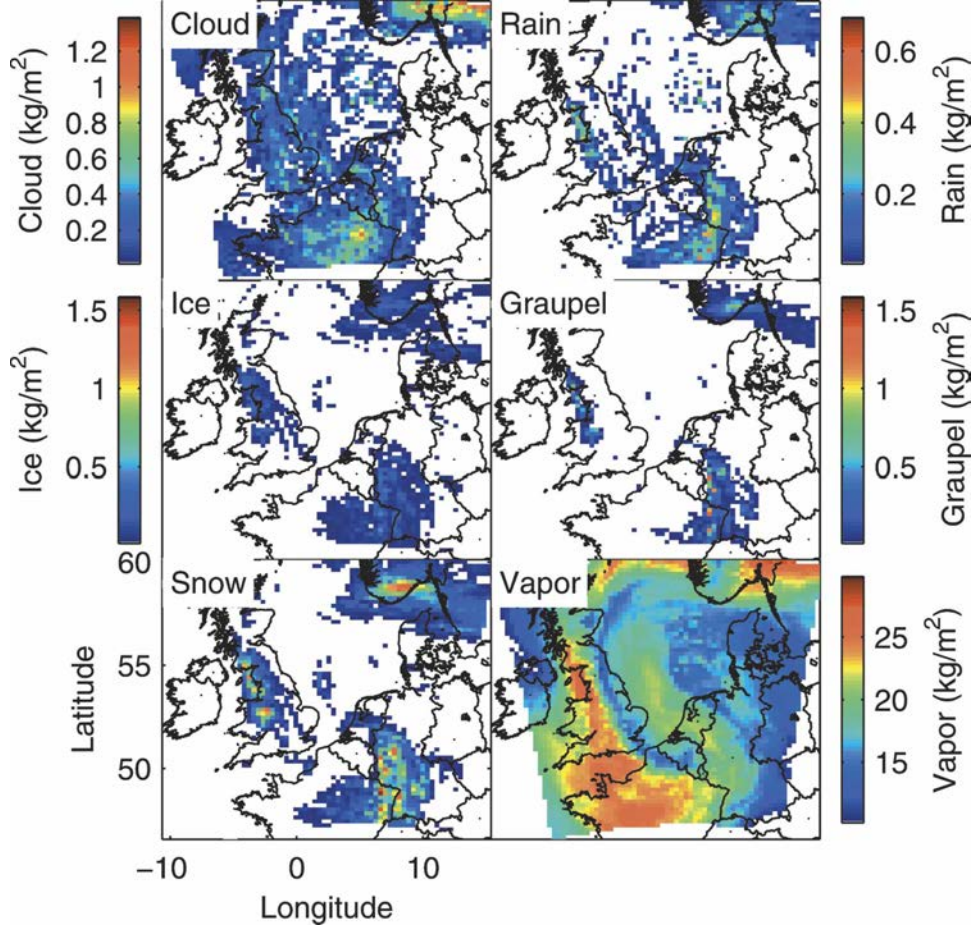 Cloud
Rain
Cloud (kg/m²)
1.2
1
0.8
0.6
0.4
0.2
Rain (kg/m²)
0.6
0.4
0.2
Ice
Graupel
Ice (kg/m²)
1.5
1
0.5
Graupel (kg/m²)
1.5
1
0.5
Snow
Vapor
Latitude
60
55
50
Vapor (kg/m²)
25
20
15
−10
0
10
Longitude